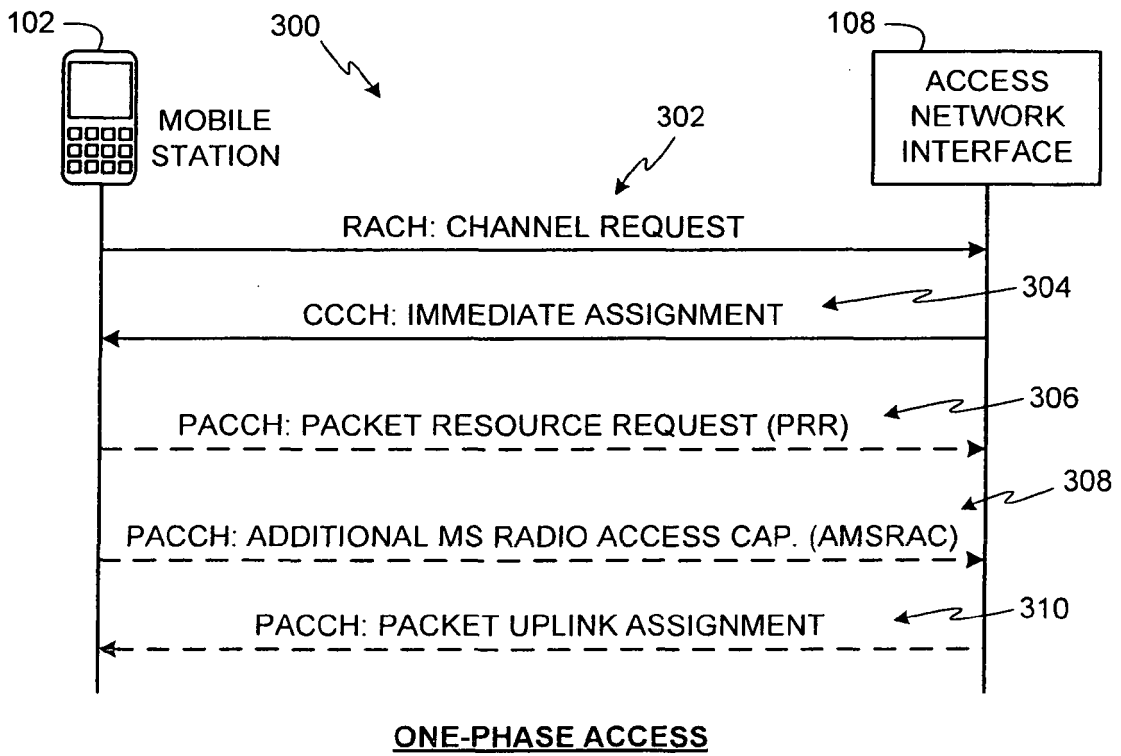 102
300
108
MOBILE
STATION
ACCESS
NETWORK
INTERFACE
302
RACH: CHANNEL REQUEST
304
CCCH: IMMEDIATE ASSIGNMENT
306
PACCH: PACKET RESOURCE REQUEST (PRR)
308
PACCH: ADDITIONAL MS RADIO ACCESS CAP. (AMSRAC)
310
PACCH: PACKET UPLINK ASSIGNMENT
ONE-PHASE ACCESS